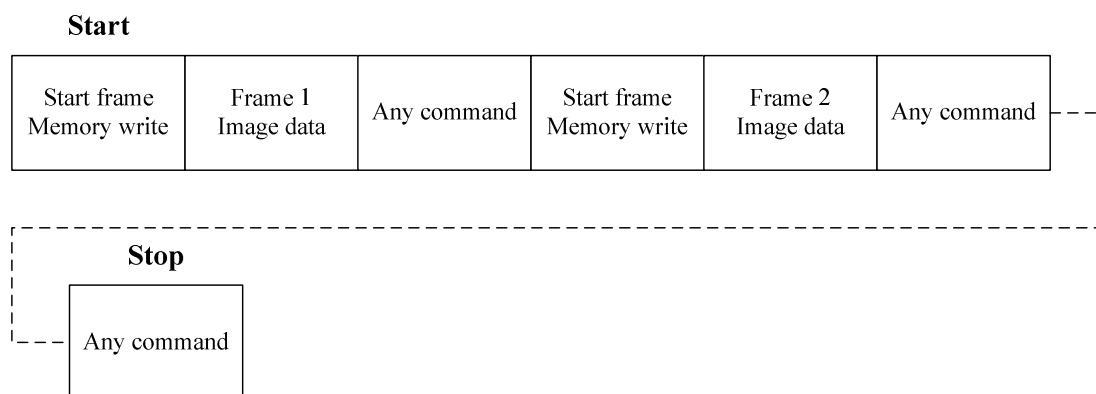 Start
Start frame
Memory write
Frame 1
Image data
Any command
Start frame
Memory write
Frame 2
Image data
Any command
Stop
Any command